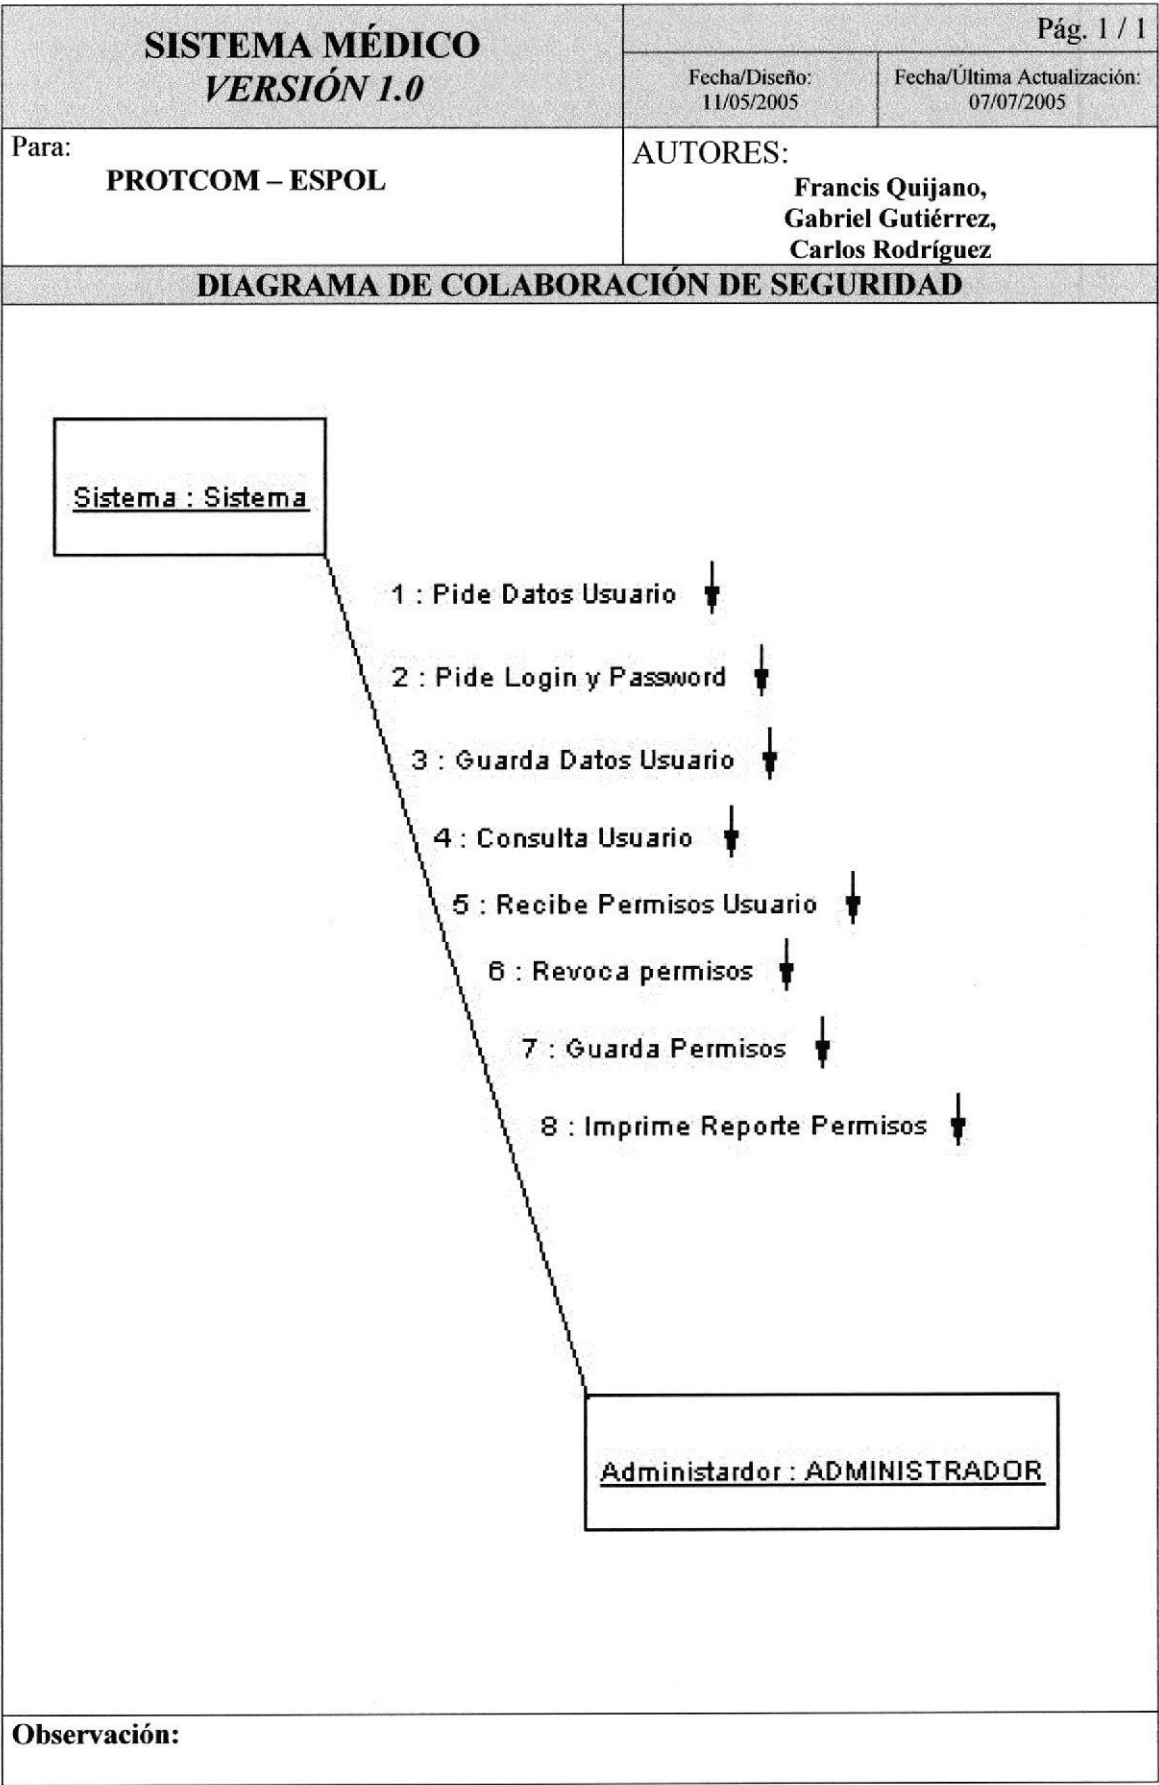 SISTEMA MÉDICO
VERSIÓN 1.0
Pág. 1 / 1
Fecha/Diseño:
11/05/2005
Fecha/Última Actualización:
07/07/2005
Para:
PROTCOM – ESPOL
AUTORES:
Francis Quijano,
Gabriel Gutiérrez,
Carlos Rodríguez
DIAGRAMA DE COLABORACIÓN DE SEGURIDAD
Sistema : Sistema
1 : Pide Datos Usuario
2 : Pide Login y Password
3 : Guarda Datos Usuario
4 : Consulta Usuario
5 : Recibe Permisos Usuario
6 : Revoca permisos
7 : Guarda Permisos
8 : Imprime Reporte Permisos
Administardor : ADMINISTRADOR
Observación: